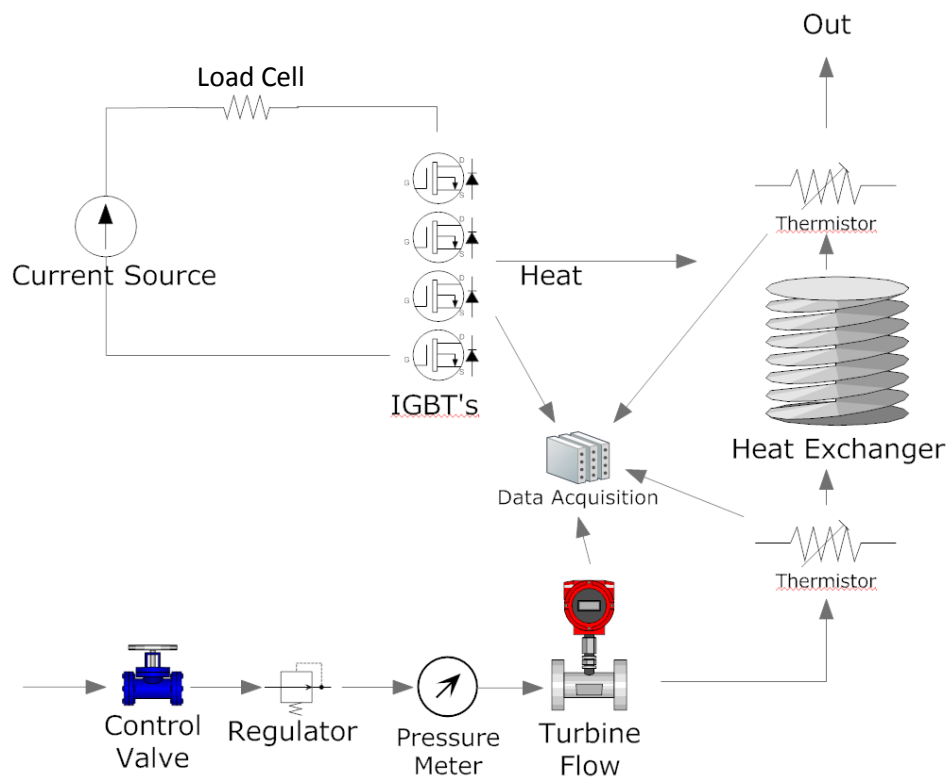 Out
Load Cell
D
G
S
Thermistor
D
G
S
Current Source
Heat
D
G
S
D
G
S
IGBT's
Heat Exchanger
Data Acquisition
Thermistor
Control
Valve
Regulator
Pressure
Meter
Turbine
Flow